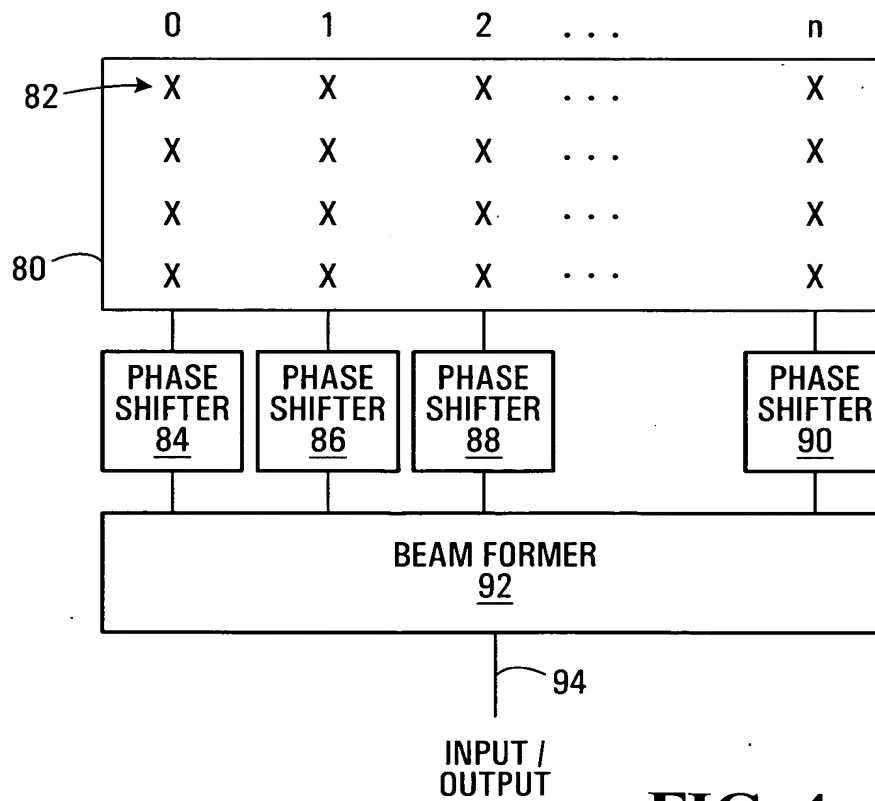 0 1 2 . . . n
82 X X X . . . X
X X X . . . X
X X X . . . X
80 X X X . . . X
PHASE SHIFTER 84
PHASE SHIFTER 86
PHASE SHIFTER 88
PHASE SHIFTER 90
BEAM FORMER
92
94
INPUT /
OUTPUT